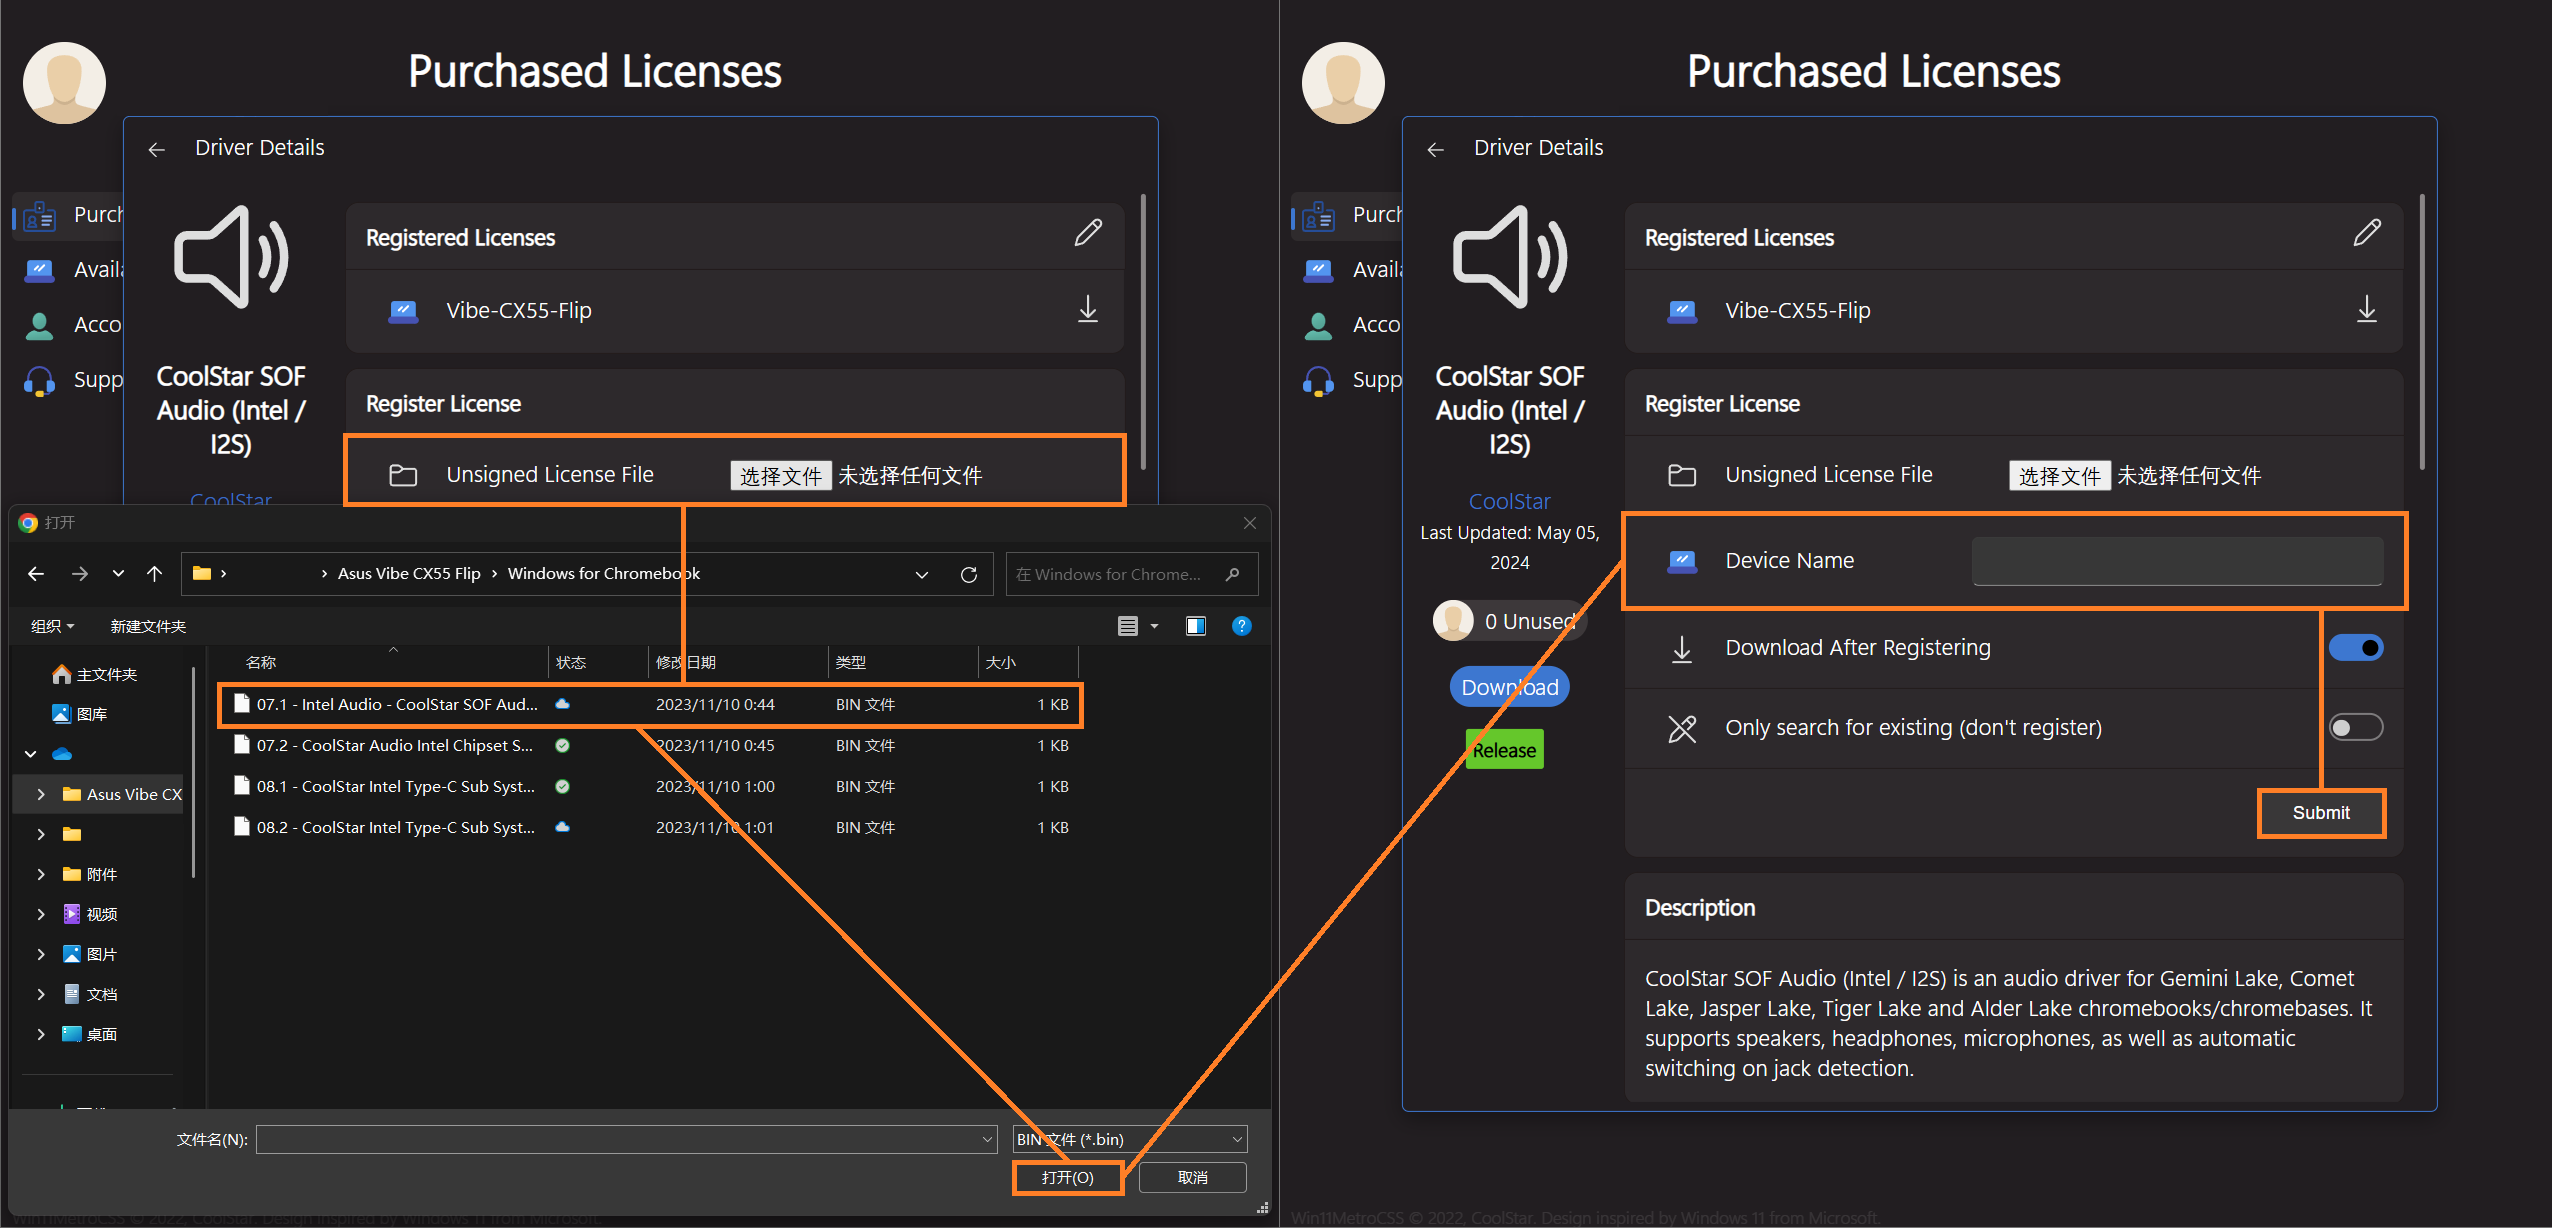 Purchased Licenses
Driver Details
Purch
Availa
Acco
Supp
CoolStar SOF
Audio (Intel /
I2S)
CoolStar
Registered Licenses
Vibe-CX55-Flip
Register License
Unsigned License File
选择文件 未选择任何文件
打开
Asus Vibe CX55 Flip
Windows for Chromebook
在 Windows for Chrome...
组织
新建文件夹
名称
状态
修改日期
类型
大小
主文件夹
图库
Asus Vibe CX
附件
视频
图片
文档
桌面
07.1 - Intel Audio - CoolStar SOF Aud...
2023/11/10 0:44
BIN 文件
1 KB
07.2 - CoolStar Audio Intel Chipset S...
2023/11/10 0:45
BIN 文件
1 KB
08.1 - CoolStar Intel Type-C Sub Syst...
2023/11/10 1:00
BIN 文件
1 KB
08.2 - CoolStar Intel Type-C Sub Syst...
2023/11/10 1:01
BIN 文件
1 KB
文件名(N):
BIN 文件 (*.bin)
打开(O)
取消
Win11MetroCSS © 2022, CoolStar. Design inspired by Windows 11 from Microsoft.
Purchased Licenses
Driver Details
Purch
Availa
Acco
Supp
CoolStar SOF
Audio (Intel /
I2S)
CoolStar
Last Updated: May 05,
2024
0 Unused
Download
Release
Registered Licenses
Vibe-CX55-Flip
Register License
Unsigned License File
选择文件 未选择任何文件
Device Name
Download After Registering
Only search for existing (don't register)
Submit
Description
CoolStar SOF Audio (Intel / I2S) is an audio driver for Gemini Lake, Comet
Lake, Jasper Lake, Tiger Lake and Alder Lake chromebooks/chromebases. It
supports speakers, headphones, microphones, as well as automatic
switching on jack detection.
Win11MetroCSS © 2022, CoolStar. Design inspired by Windows 11 from Microsoft.